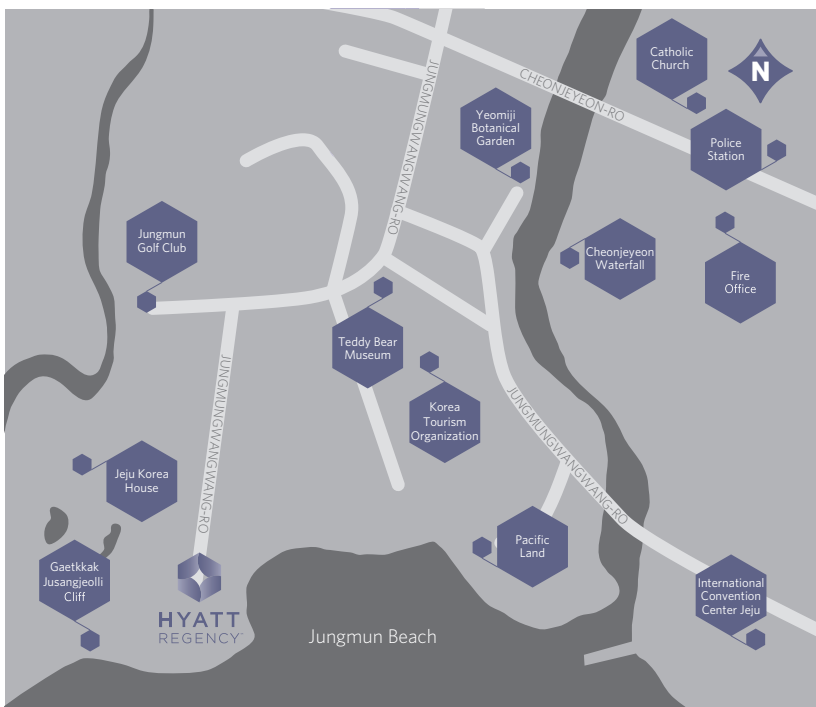 Catholic
Church
N
JUNGMUNGWANGWANG-RO
CHEONJEYEON-RO
Yeomiji
Botanical
Garden
Police
Station
Jungmun
Golf Club
Cheonjeyeon
Waterfall
Fire
Office
Teddy Bear
Museum
JUNGMUNGWANGWANG-RO
Korea
Tourism
Organization
JUNGMUNGWANGWANG-RO
Jeju Korea
House
Pacific
Land
Gaetkkak
Jusangjeolli
Cliff
International
Convention
Center Jeju
HYATT
REGENCY
Jungmun Beach